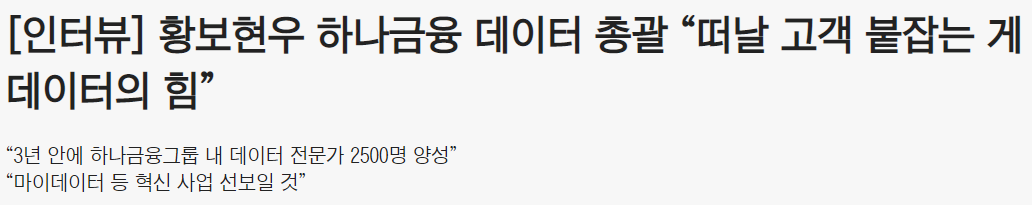 [인터뷰] 황보현우 하나금융 데이터 총괄 “떠날 고객 붙잡는 게
데이터의 힘”
“3년 안에 하나금융그룹 내 데이터 전문가 2500명 양성”
“마이데이터 등 혁신 사업 선보일 것”